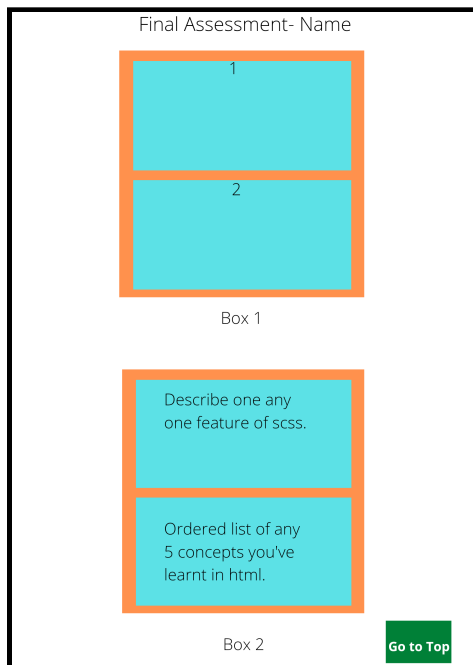 Final Assessment- Name
1
2
Box 1
Describe one any
one feature of scss.
Ordered list of any
5 concepts you've
learnt in html.
Box 2
Go to Top